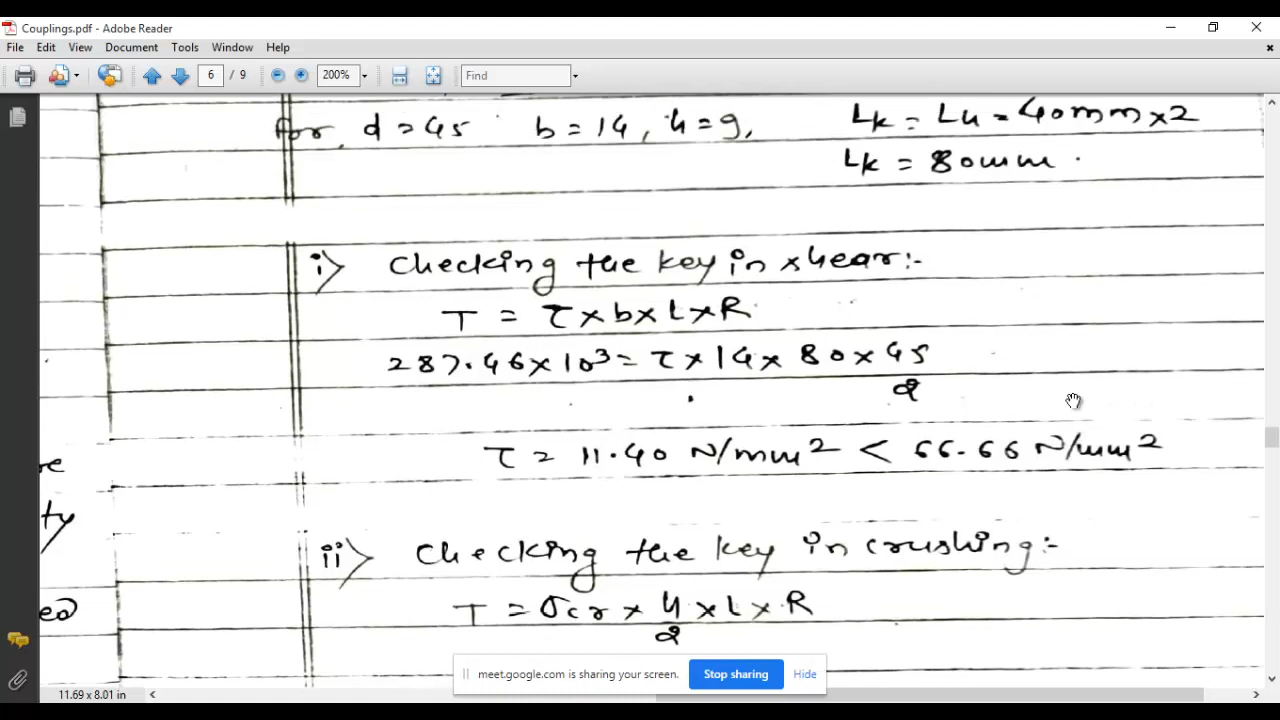 Couplings.pdf - Adobe Reader
File Edit View Document Tools Window Help
6 / 9 200% Find
for d = 45 b = 14, h = 9, Lk = Lh = 40mm x 2
Lk = 80mm.
i) Checking the key in shear:-
T = τ x b x L x R
287.46 x 10³ = τ x 14 x 80 x 45
2
τ = 11.40 N/mm² < 66.66 N/mm²
ii) Checking the key in crushing:-
T = σcr x h x L x R
2
ty
meet.google.com is sharing your screen. Stop sharing Hide
11.69 x 8.01 in